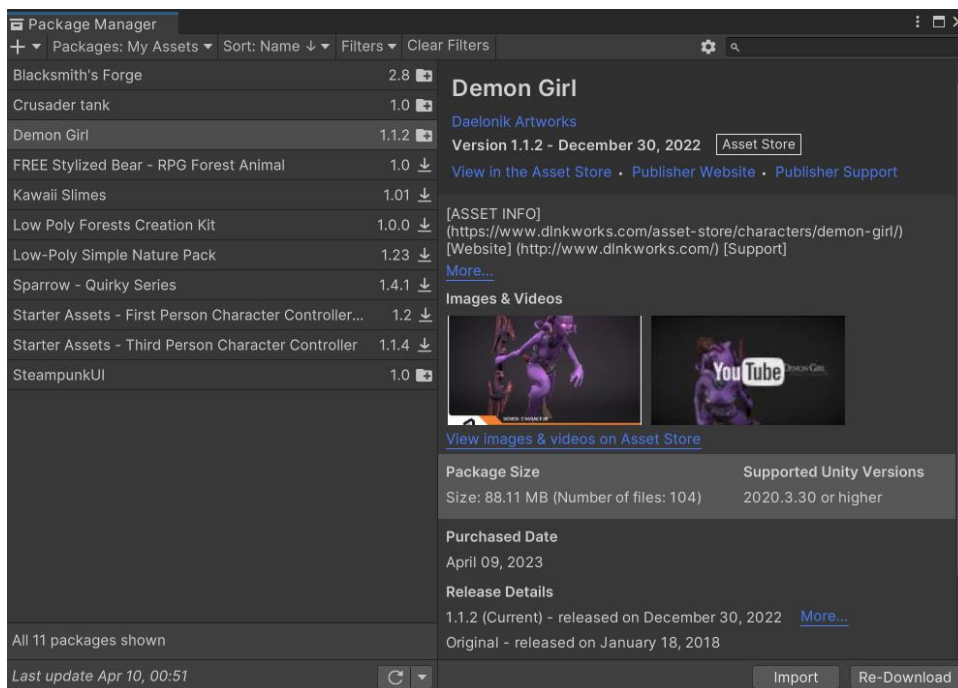 Package Manager
Packages: My Assets Sort: Name Filters Clear Filters
Blacksmith's Forge 2.8
Crusader tank 1.0
Demon Girl 1.1.2
FREE Stylized Bear - RPG Forest Animal 1.0
Kawaii Slimes 1.01
Low Poly Forests Creation Kit 1.0.0
Low-Poly Simple Nature Pack 1.23
Sparrow - Quirky Series 1.4.1
Starter Assets - First Person Character Controller... 1.2
Starter Assets - Third Person Character Controller 1.1.4
SteampunkUI 1.0
All 11 packages shown
Last update Apr 10, 00:51
Demon Girl
Daelonik Artworks
Version 1.1.2 - December 30, 2022 Asset Store
View in the Asset Store • Publisher Website • Publisher Support
[ASSET INFO]
(https://www.dlnkworks.com/asset-store/characters/demon-girl/)
[Website] (http://www.dlnkworks.com/) [Support]
More...
Images & Videos
DEMON CHARACTER
YouTube DEMON GIRL
View images & videos on Asset Store
Package Size Supported Unity Versions
Size: 88.11 MB (Number of files: 104) 2020.3.30 or higher
Purchased Date
April 09, 2023
Release Details
1.1.2 (Current) - released on December 30, 2022 More...
Original - released on January 18, 2018
Import Re-Download